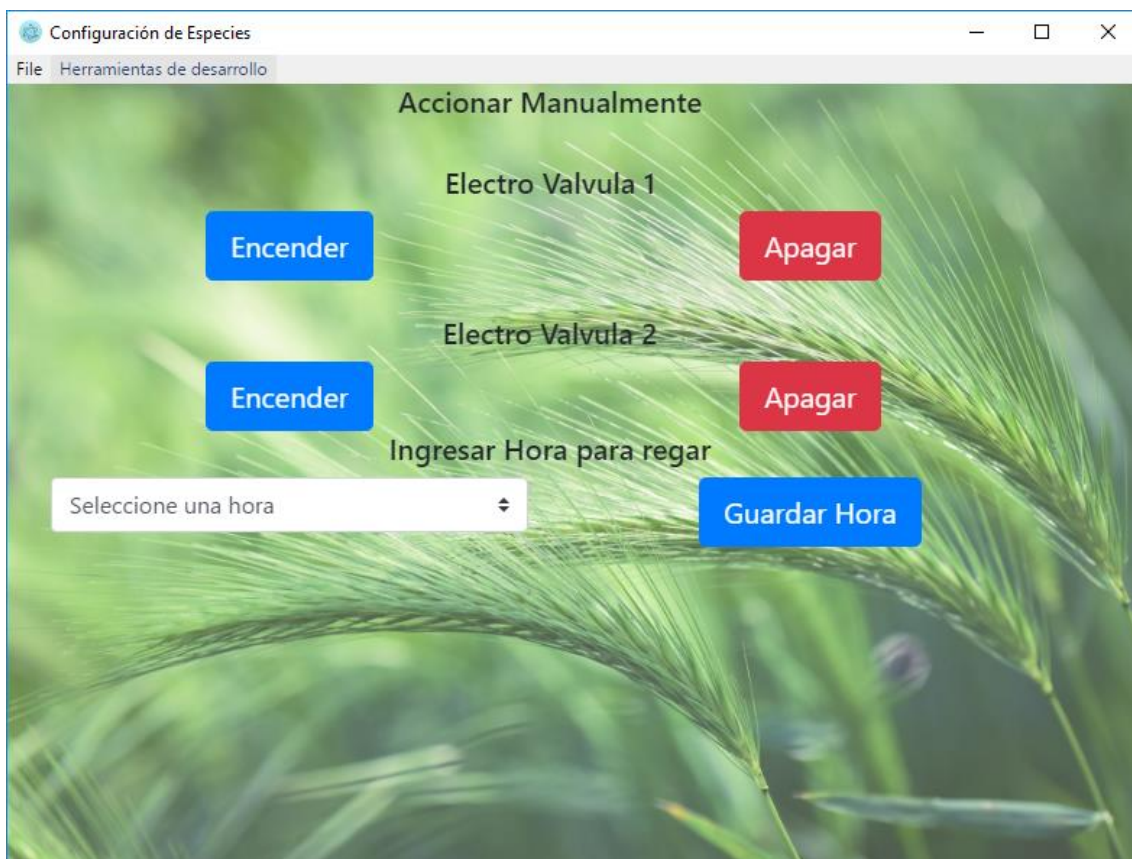 Configuración de Especies
File Herramientas de desarrollo
Accionar Manualmente
Electro Valvula 1
Encender Apagar
Electro Valvula 2
Encender Apagar
Ingresar Hora para regar
Seleccione una hora Guardar Hora